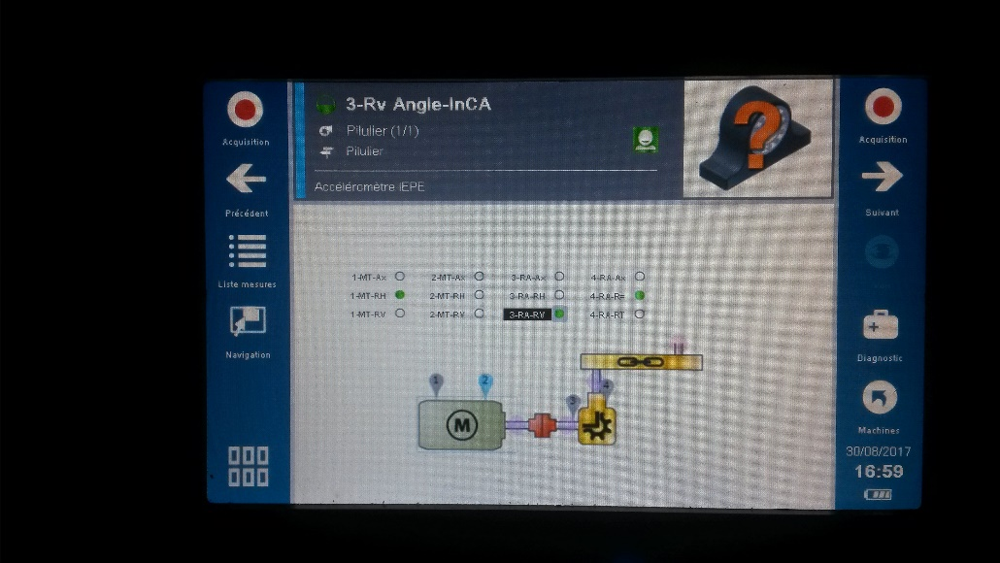 Acquisition
Précédent
Liste mesures
Navigation
3-Rv Angle-InCA
Pilulier (1/1)
Pilulier
Accéléromètre IEPE
?
1-MT-Ax
2-MT-Ax
3-RA-Ax
4-RA-Ax
1-MT-RH
2-MT-RH
3-RA-RH
1-MT-RV
2-MT-RV
3-RA-RV
4-RA-RT
1
2
3
4
M
Acquisition
Suivant
Diagnostic
Machines
30/08/2017
16:59